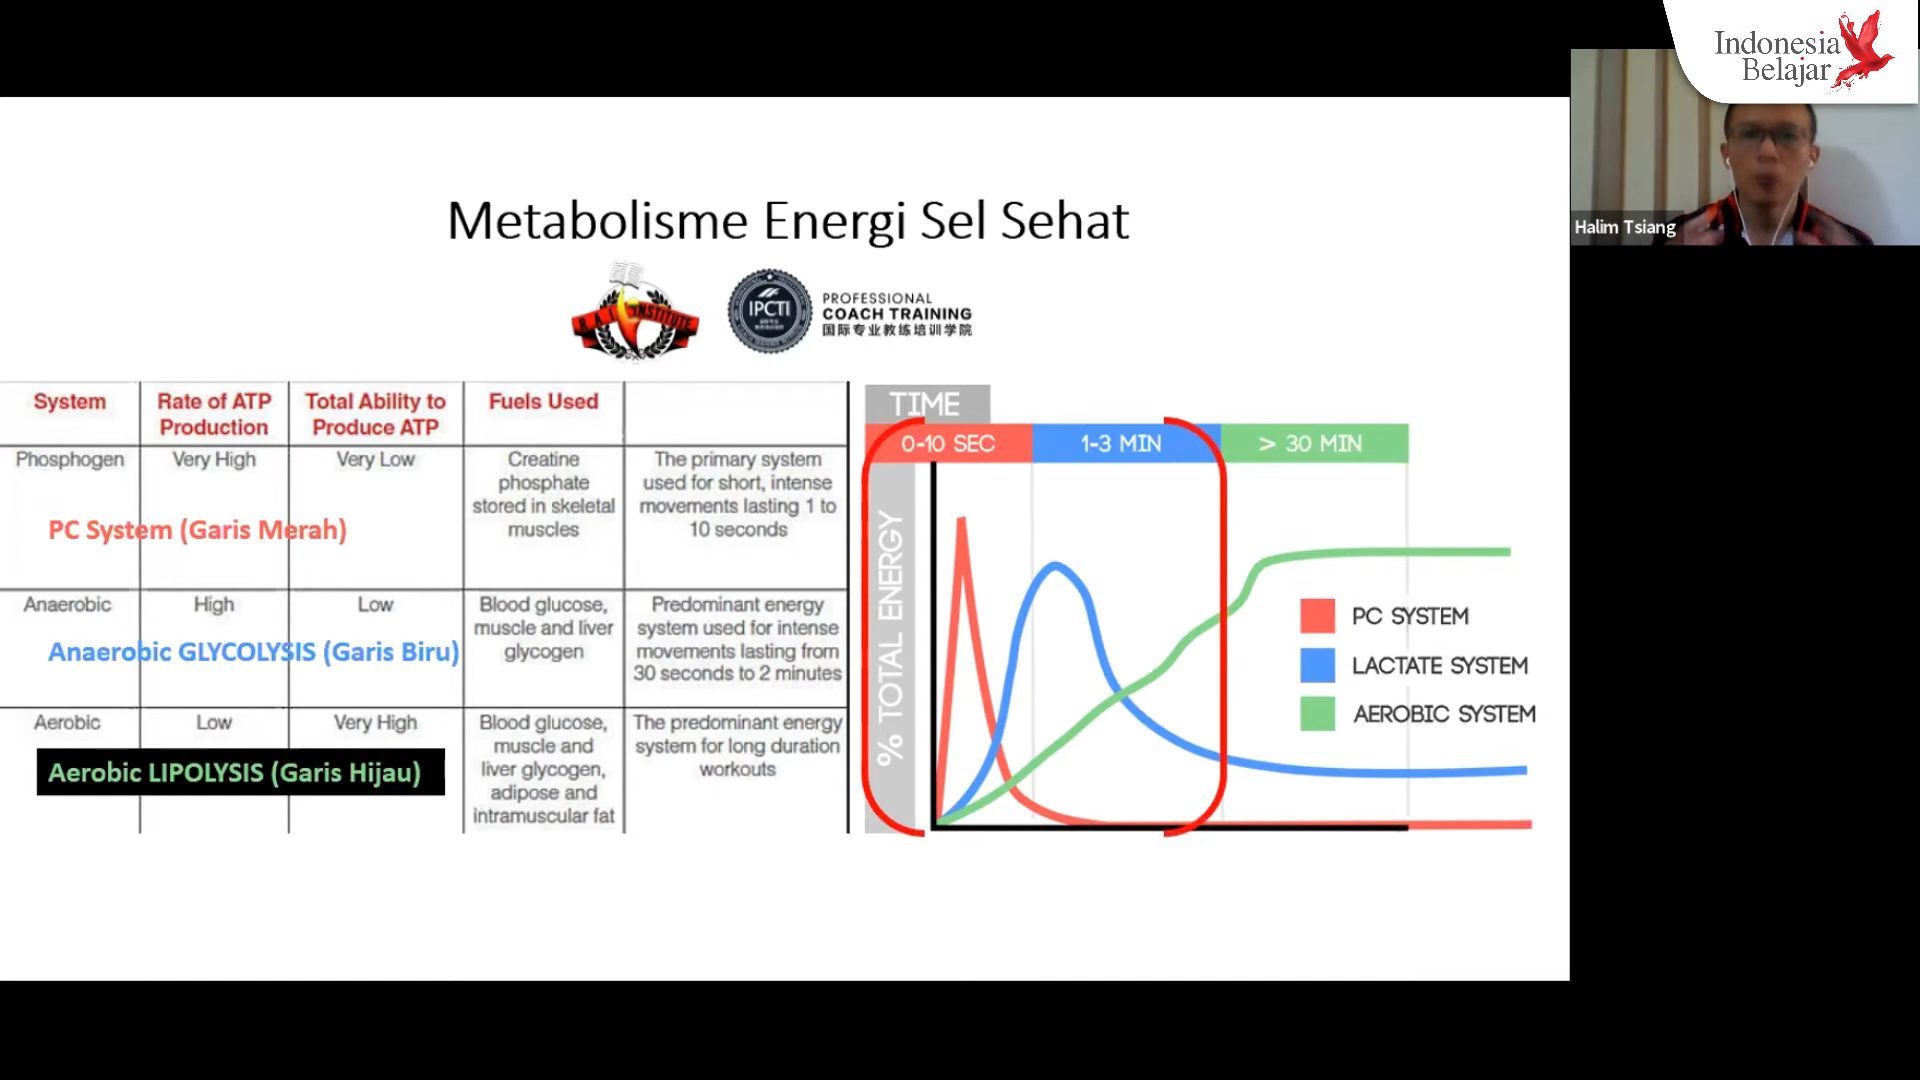 Indonesia
Belajar
Halim Tsiang
Metabolisme Energi Sel Sehat
RAI INSTITUTE
IPCTI
PROFESSIONAL
COACH TRAINING
国际专业教练培训学院
System
Rate of ATP
Production
Total Ability to
Produce ATP
Fuels Used
Phosphogen
Very High
Very Low
Creatine
phosphate
stored in skeletal
muscles
The primary system
used for short, intense
movements lasting 1 to
10 seconds
PC System (Garis Merah)
Anaerobic
High
Low
Blood glucose,
muscle and liver
glycogen
Predominant energy
system used for intense
movements lasting from
30 seconds to 2 minutes
Anaerobic GLYCOLYSIS (Garis Biru)
Aerobic
Low
Very High
Blood glucose,
muscle and
liver glycogen,
adipose and
intramuscular fat
The predominant energy
system for long duration
workouts
Aerobic LIPOLYSIS (Garis Hijau)
TIME
0-10 SEC
1-3 MIN
> 30 MIN
% TOTAL ENERGY
PC SYSTEM
LACTATE SYSTEM
AEROBIC SYSTEM